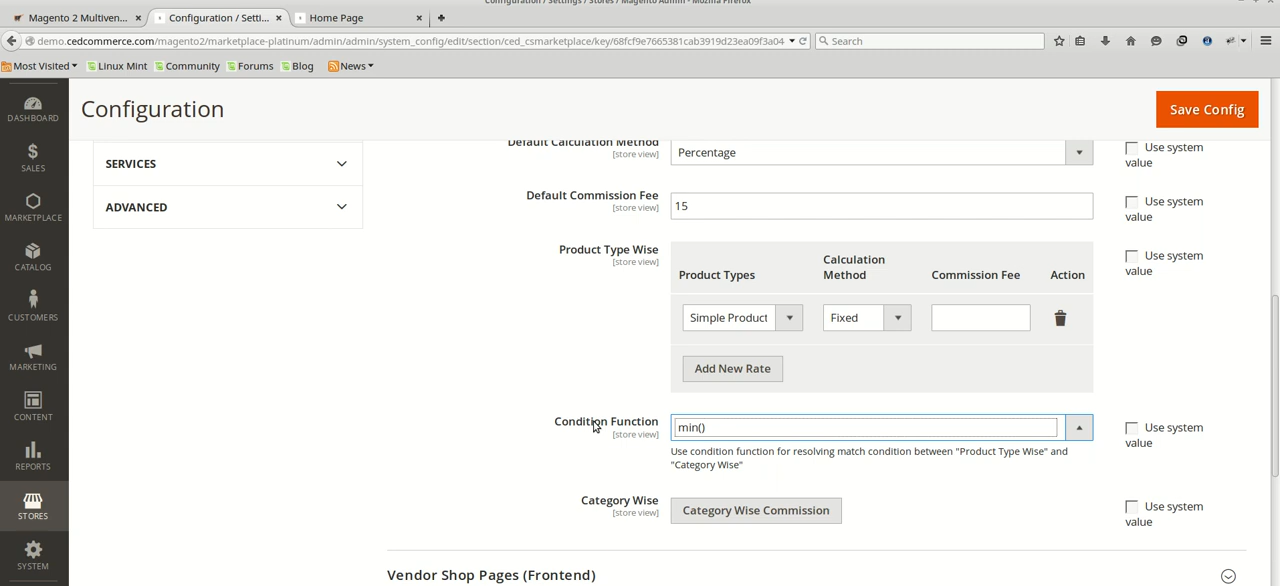 Configuration / Settings / Stores / Magento Admin - Mozilla Firefox
Magento 2 Multiven... ×
Configuration / Setti... ×
Home Page ×
demo.cedcommerce.com/magento2/marketplace-platinum/admin/admin/system_config/edit/section/ced_csmarketplace/key/68fcf9e7665381cab3919d23ea09f3a04
Search
Most Visited
Linux Mint
Community
Forums
Blog
News
DASHBOARD
$
SALES
MARKETPLACE
CATALOG
CUSTOMERS
MARKETING
CONTENT
REPORTS
STORES
SYSTEM
Configuration
Save Config
SERVICES
ADVANCED
Default Calculation Method
[store view]
Percentage
Use system
value
Default Commission Fee
[store view]
15
Use system
value
Product Type Wise
[store view]
Product Types
Calculation
Method
Commission Fee
Action
Use system
value
Simple Product
Fixed
Add New Rate
Condition Function
[store view]
min()
Use condition function for resolving match condition between "Product Type Wise" and
"Category Wise"
Use system
value
Category Wise
[store view]
Category Wise Commission
Use system
value
Vendor Shop Pages (Frontend)